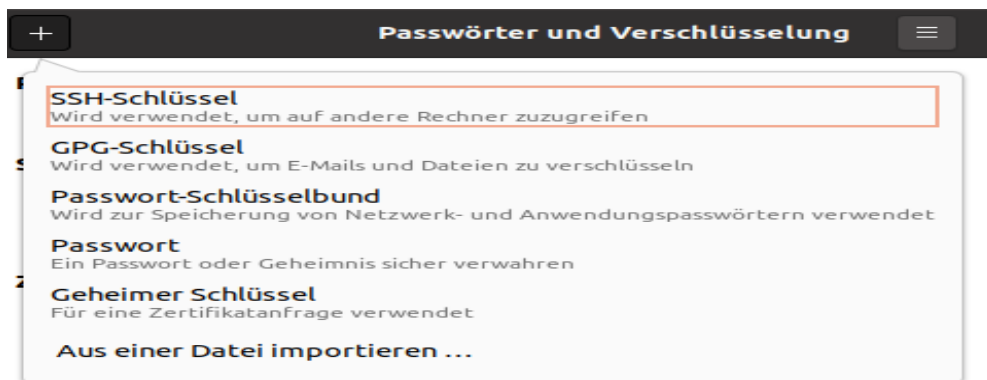 + Passwörter und Verschlüsselung
SSH-Schlüssel
Wird verwendet, um auf andere Rechner zuzugreifen
GPG-Schlüssel
Wird verwendet, um E-Mails und Dateien zu verschlüsseln
Passwort-Schlüsselbund
Wird zur Speicherung von Netzwerk- und Anwendungspasswörtern verwendet
Passwort
Ein Passwort oder Geheimnis sicher verwahren
Geheimer Schlüssel
Für eine Zertifikatanfrage verwendet
Aus einer Datei importieren ...